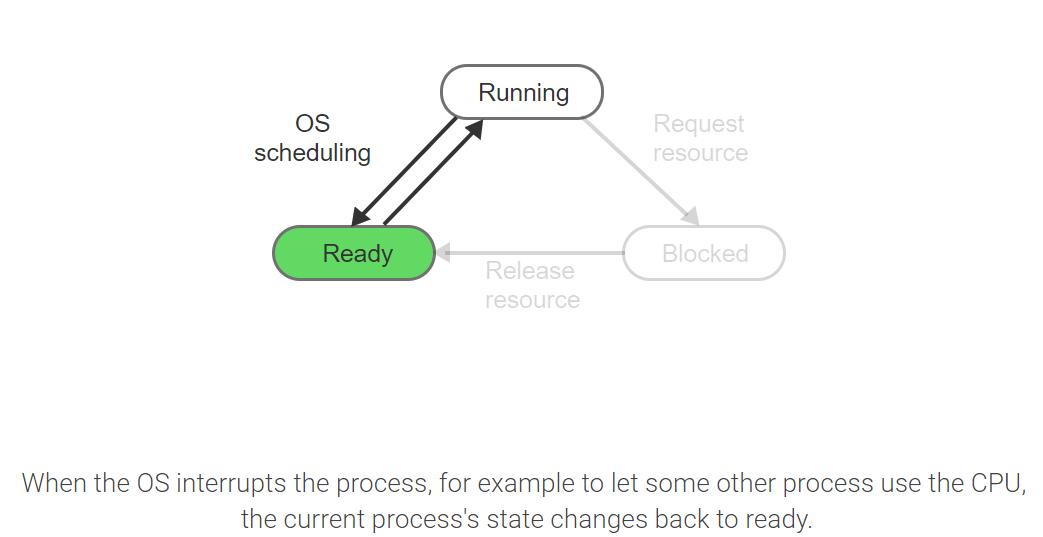 Running
OS
scheduling
Request
resource
Ready
Blocked
Release
resource
When the OS interrupts the process, for example to let some other process use the CPU,
the current process's state changes back to ready.